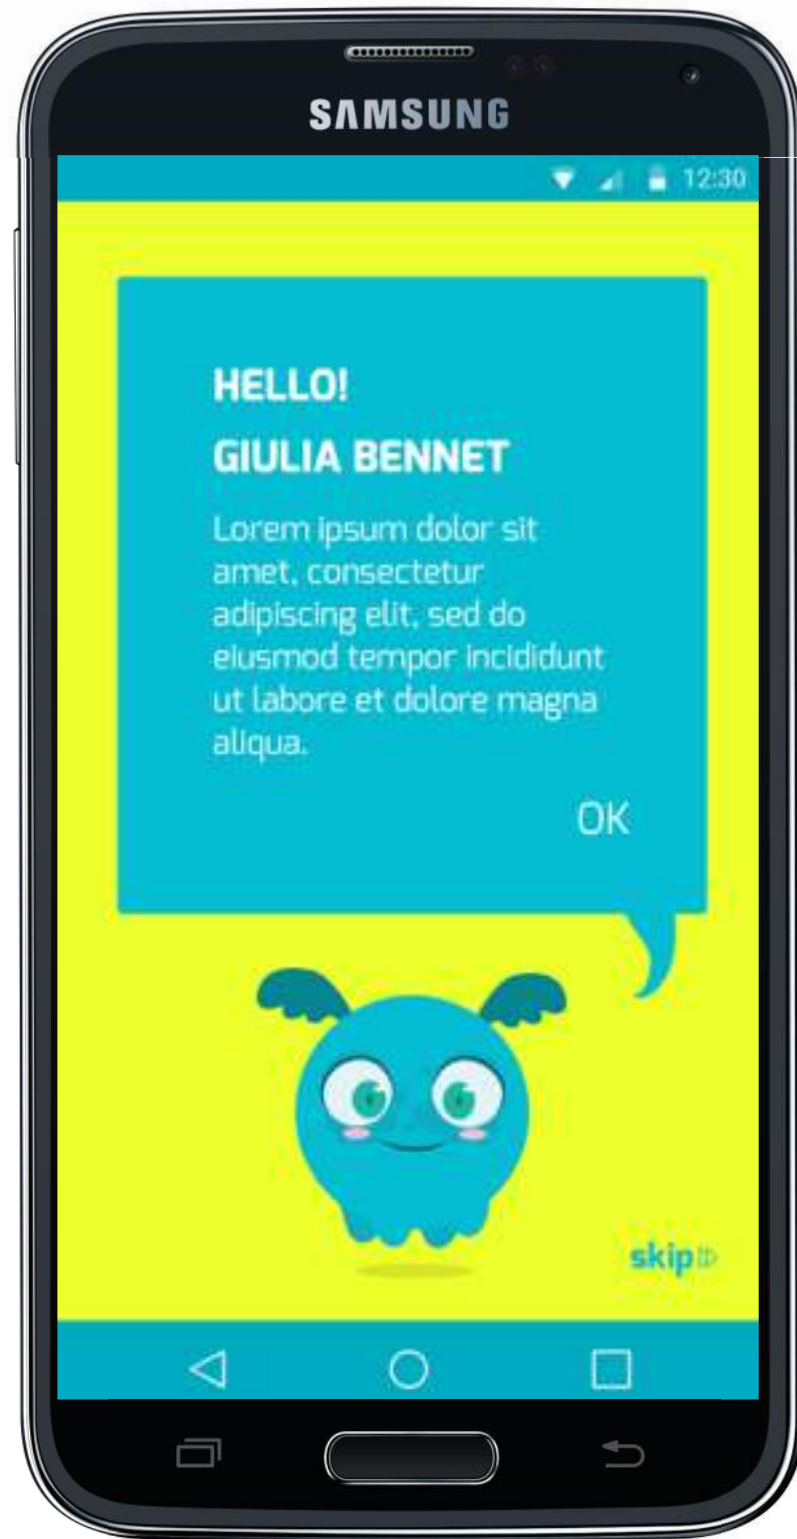 SAMSUNG
12:30
HELLO!
GIULIA BENNET
Lorem ipsum dolor sit
amet, consectetur
adipiscing elit, sed do
eiusmod tempor incididunt
ut labore et dolore magna
aliqua.
OK
skip